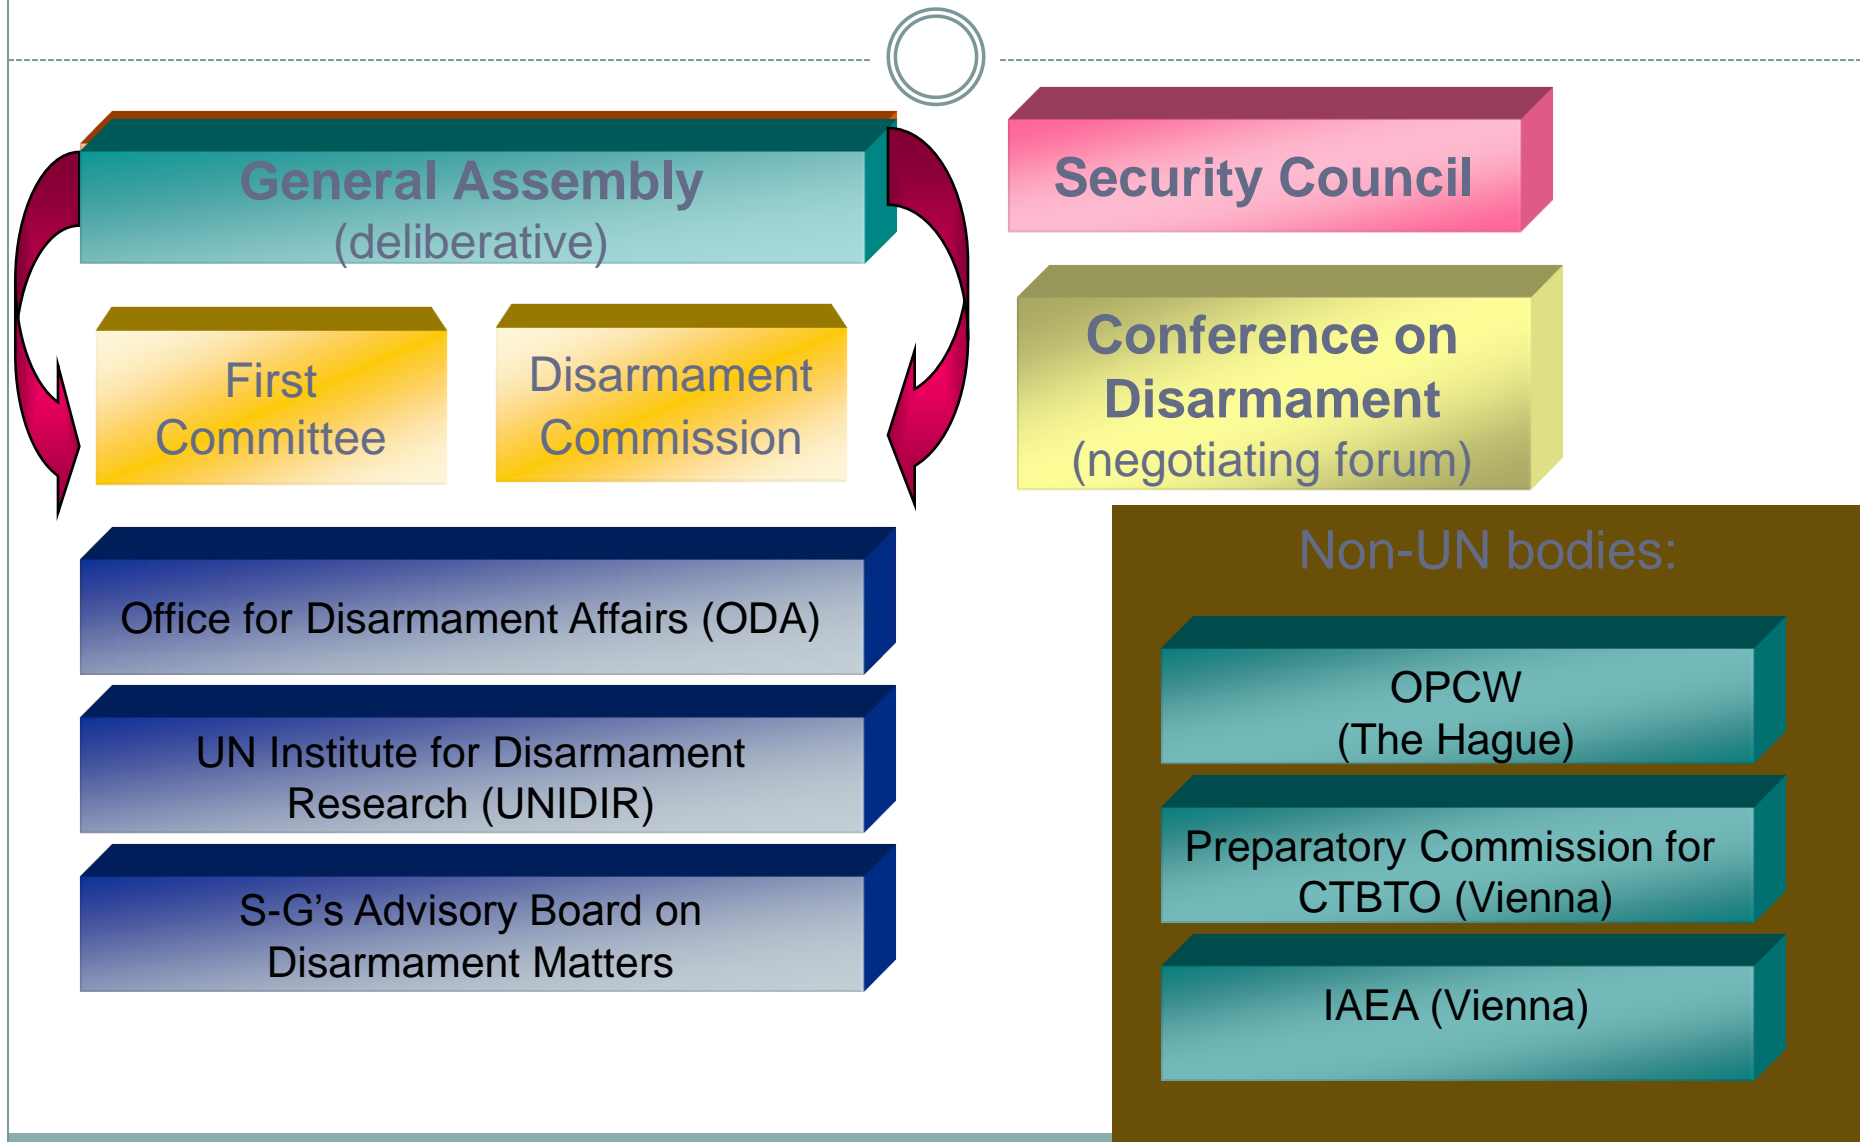 General Assembly
(deliberative)
First
Committee
Disarmament
Commission
Office for Disarmament Affairs (ODA)
UN Institute for Disarmament
Research (UNIDIR)
S-G’s Advisory Board on
Disarmament Matters
Security Council
Conference on
Disarmament
(negotiating forum)
Non-UN bodies:
OPCW
(The Hague)
Preparatory Commission for
CTBTO (Vienna)
IAEA (Vienna)